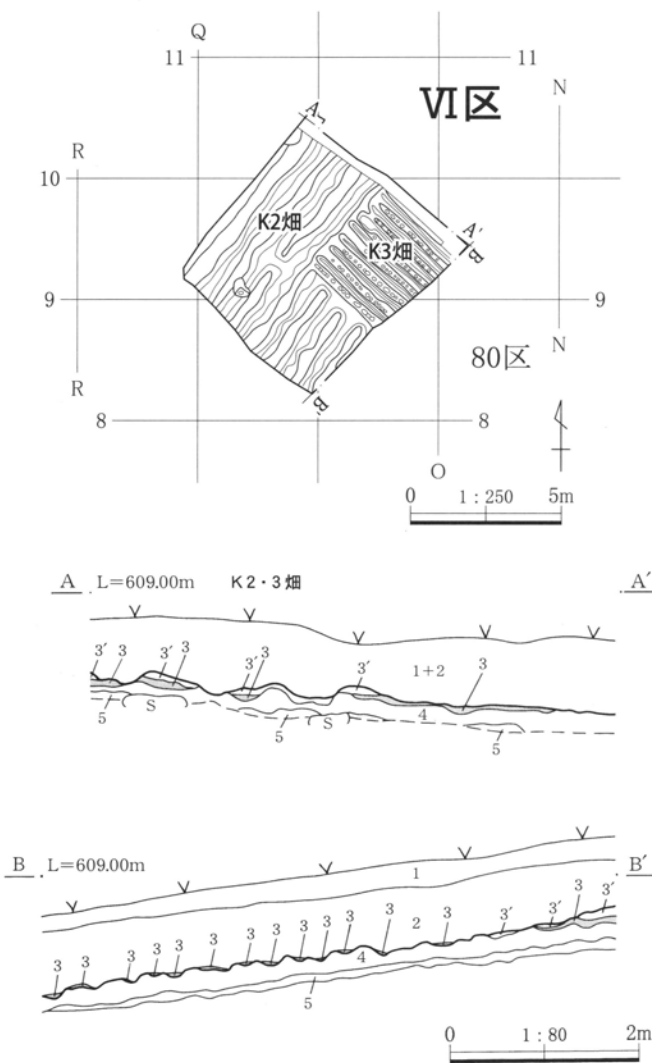 Q
11 11
Ⅵ区
N
A
R
10
K2畑
A′
K3畑
B
9 9
80区
N
R
B′
8 8
O
0 1：250 5m
A L=609.00m K2・3畑 A′
3′ 3 3′ 3 3′ 3 3′ 1+2 3
5 S 5 S 4 5
B L=609.00m B′
1
3 3 3 3 3 3 3 3 3 3 3 2 3 3′ 3′ 3 3′
4
5
0 1：80 2m